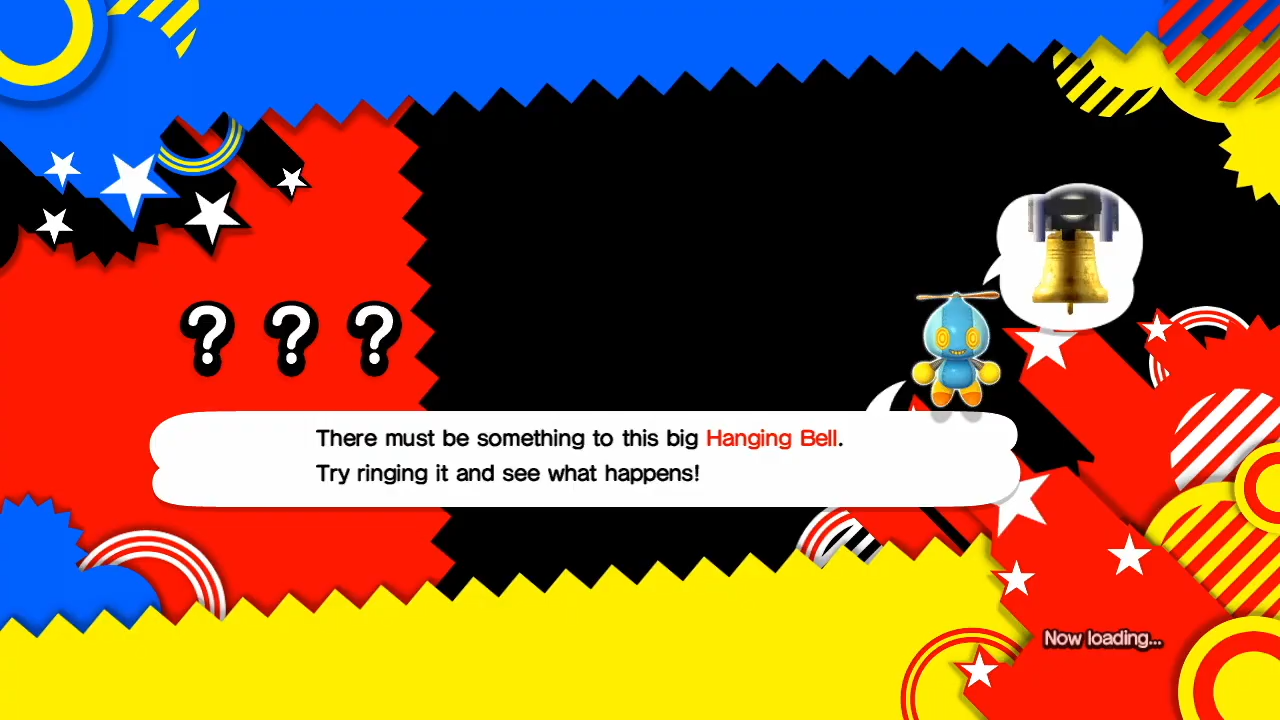 ? ? ?
There must be something to this big Hanging Bell.
Try ringing it and see what happens!
Now loading...